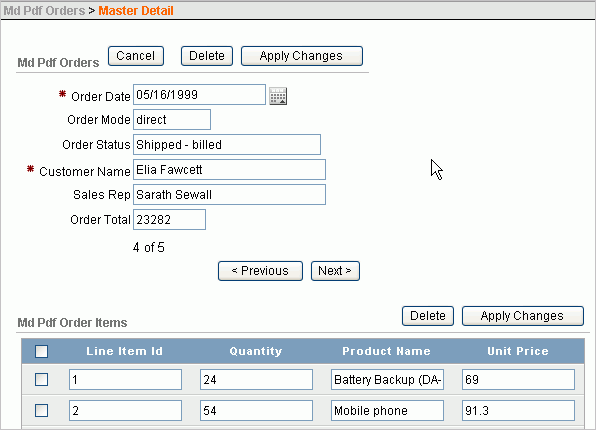 Md Pdf Orders > Master Detail
Md Pdf Orders Cancel Delete Apply Changes
* Order Date 05/16/1999
Order Mode direct
Order Status Shipped - billed
* Customer Name Elia Fawcett
Sales Rep Sarath Sewall
Order Total 23282
4 of 5
< Previous Next >
Md Pdf Order Items Delete Apply Changes
Line Item Id Quantity Product Name Unit Price
1 24 Battery Backup (DA- 69
2 54 Mobile phone 91.3